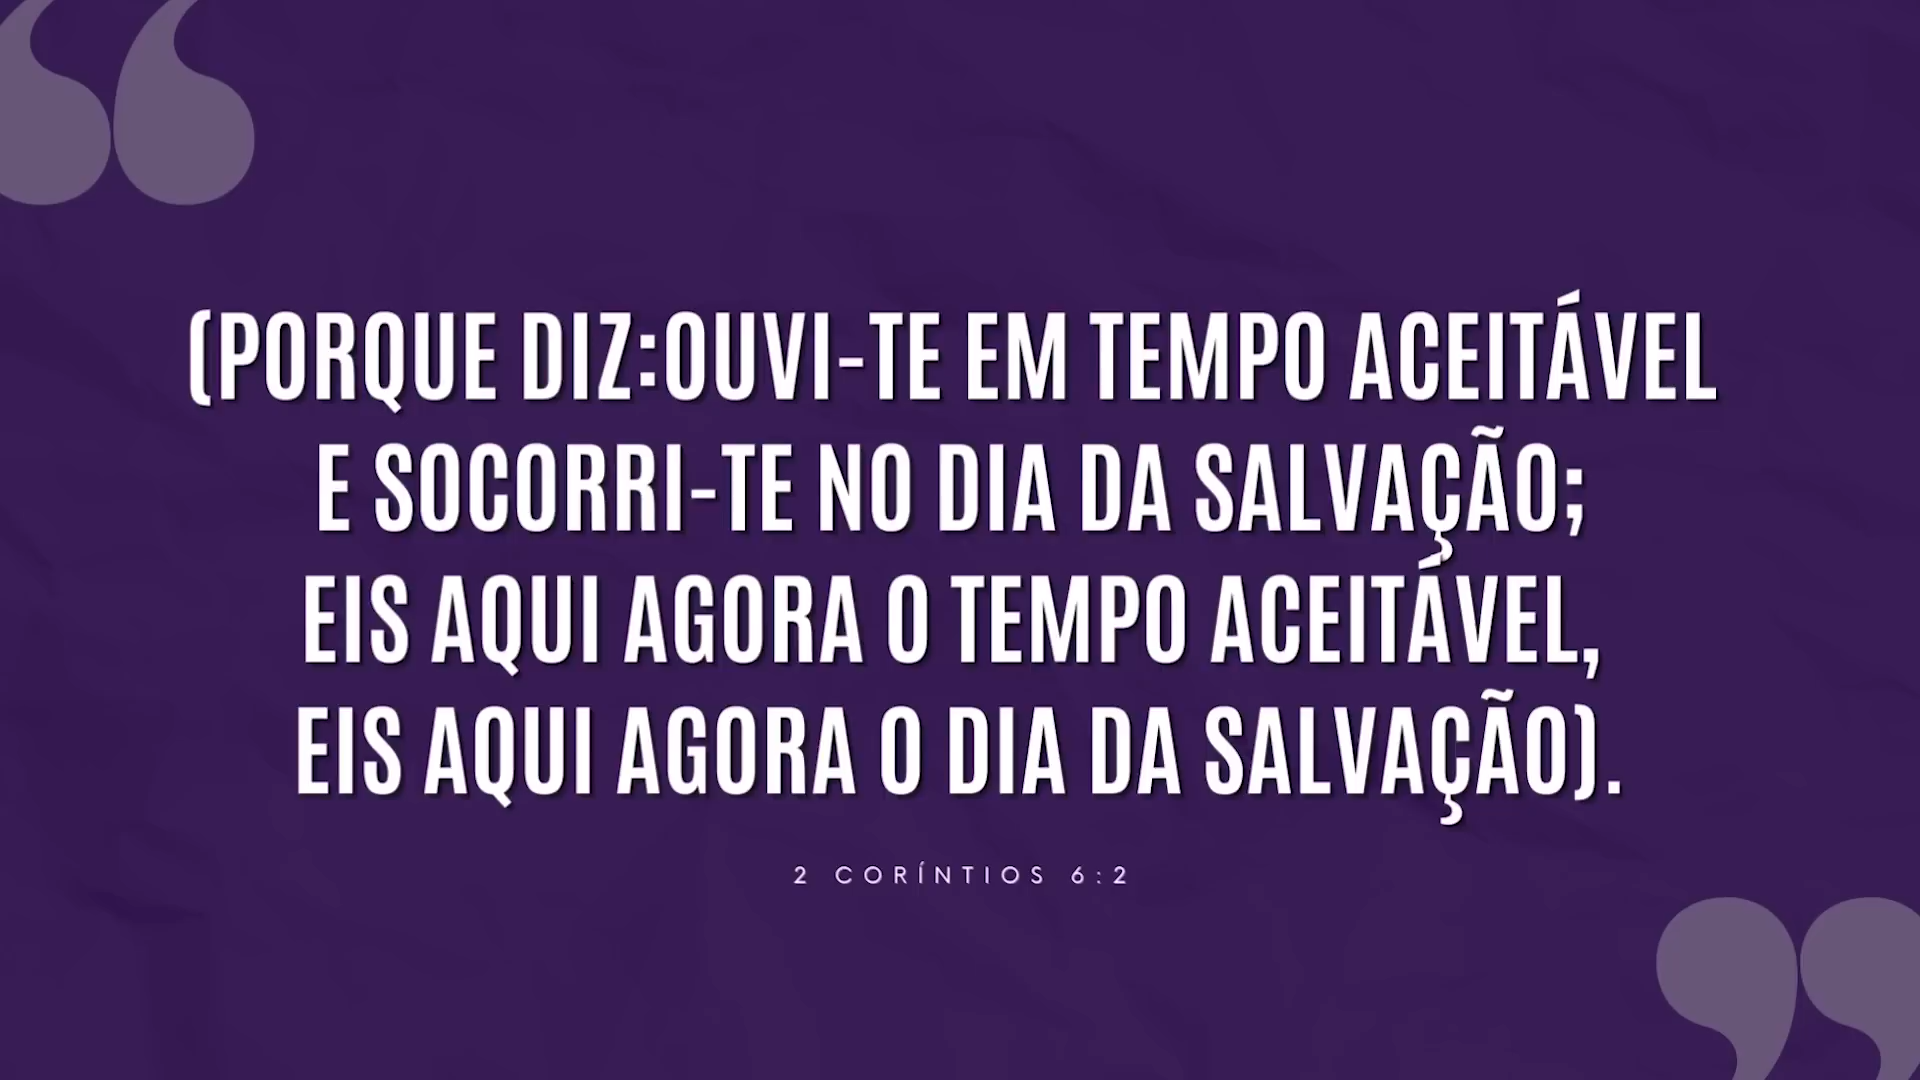 (PORQUE DIZ:OUVI-TE EM TEMPO ACEITÁVEL
E SOCORRI-TE NO DIA DA SALVAÇÃO;
EIS AQUI AGORA O TEMPO ACEITÁVEL,
EIS AQUI AGORA O DIA DA SALVAÇÃO).
2 CORÍNTIOS 6:2